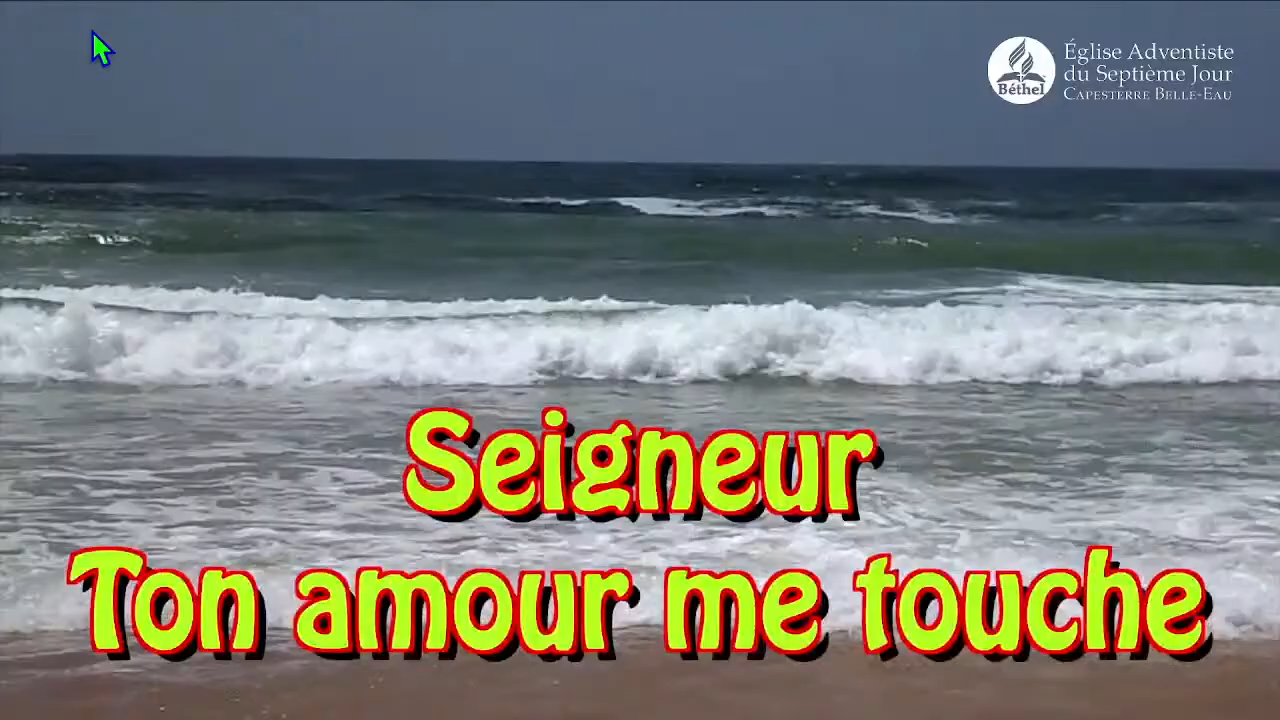 Église Adventiste
du Septième Jour
Capesterre Belle-Eau
Béthel
Seigneur
Ton amour me touche